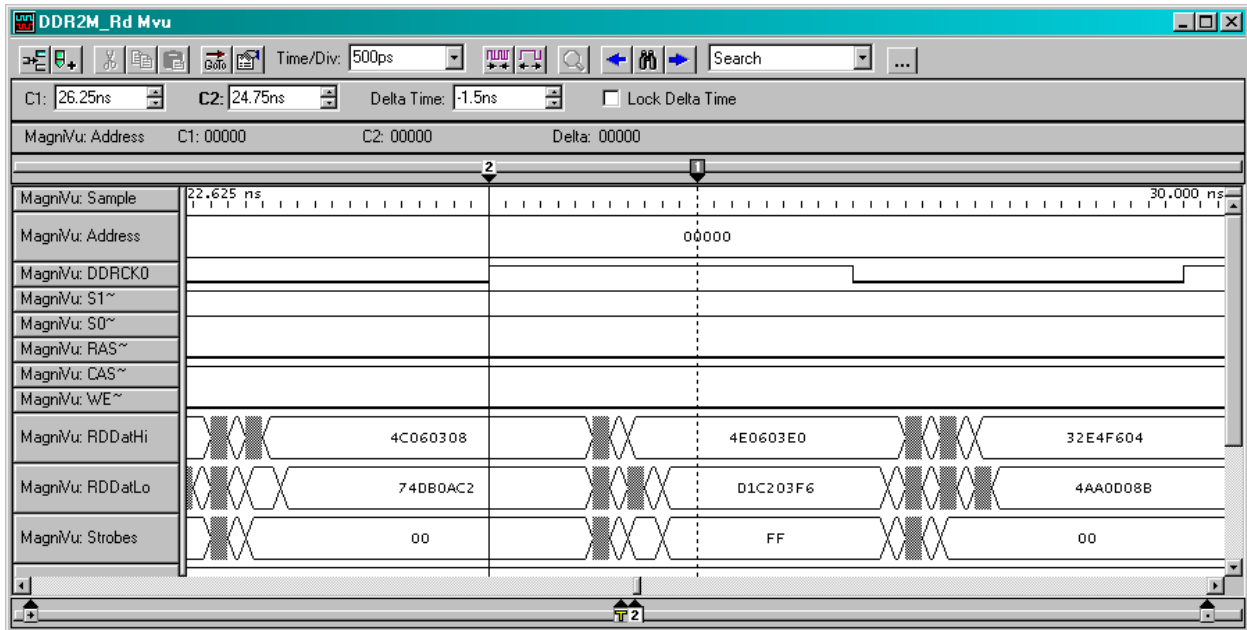 DDR2M_Rd Mvu
Goto Time/Div: 500ps Search ...
C1: 26.25ns C2: 24.75ns Delta Time: -1.5ns Lock Delta Time
MagniVu: Address C1: 00000 C2: 00000 Delta: 00000
2 1
MagniVu: Sample 22.625 ns 30.000 ns
MagniVu: Address 00000
MagniVu: DDRCK0
MagniVu: S1~
MagniVu: S0~
MagniVu: RAS~
MagniVu: CAS~
MagniVu: WE~
MagniVu: RDDatHi 4C060308 4E0603E0 32E4F604
MagniVu: RDDatLo 74DB0AC2 D1C203F6 4AA0D08B
MagniVu: Strobes 00 FF 00
T 2